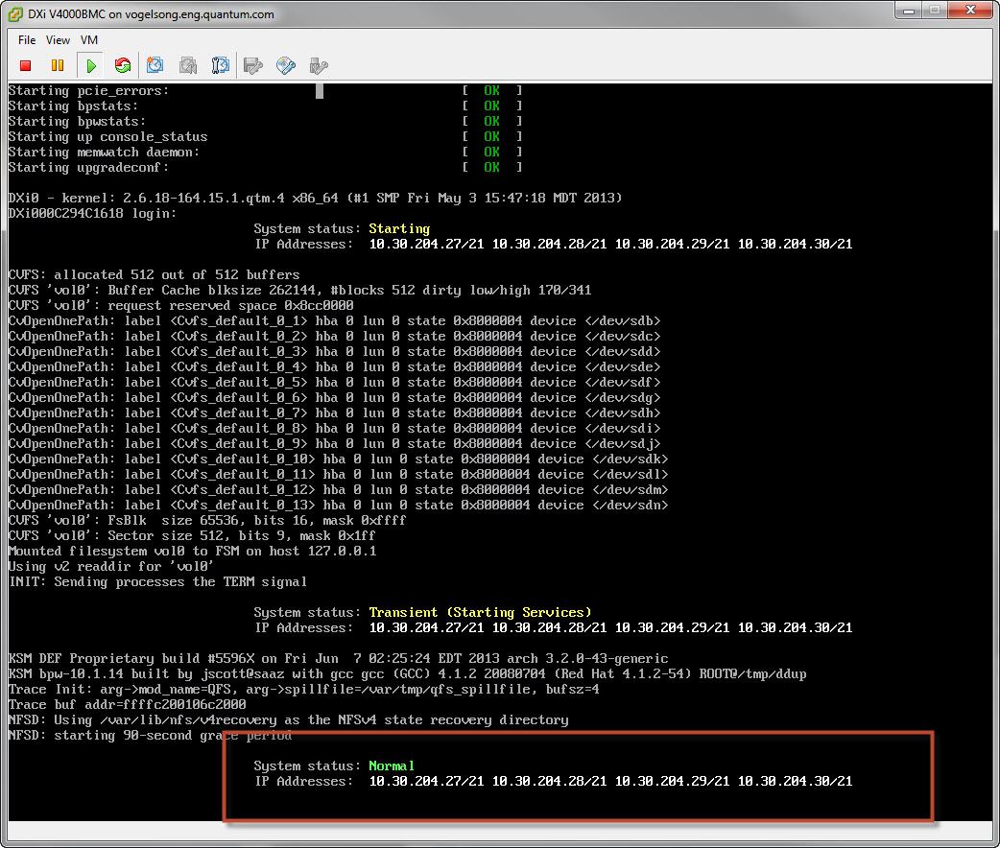 DXi V4000BMC on vogelsong.eng.quantum.com
File View VM
Starting pcie_errors: [ OK ]
Starting bpstats: [ OK ]
Starting bpwstats: [ OK ]
Starting up console_status [ OK ]
Starting memwatch daemon: [ OK ]
Starting upgradeconf: [ OK ]
DXi0 - kernel: 2.6.18-164.15.1.qtm.4 x86_64 (#1 SMP Fri May 3 15:47:18 MDT 2013)
DXi000C294C1618 login:
System status: Starting
IP Addresses: 10.30.204.27/21 10.30.204.28/21 10.30.204.29/21 10.30.204.30/21
CVFS: allocated 512 out of 512 buffers
CVFS 'vol0': Buffer Cache blksize 262144, #blocks 512 dirty low/high 170/341
CVFS 'vol0': request reserved space 0x8cc0000
CvOpenOnePath: label <Cvfs_default_0_1> hba 0 lun 0 state 0x8000004 device </dev/sdb>
CvOpenOnePath: label <Cvfs_default_0_2> hba 0 lun 0 state 0x8000004 device </dev/sdc>
CvOpenOnePath: label <Cvfs_default_0_3> hba 0 lun 0 state 0x8000004 device </dev/sdd>
CvOpenOnePath: label <Cvfs_default_0_4> hba 0 lun 0 state 0x8000004 device </dev/sde>
CvOpenOnePath: label <Cvfs_default_0_5> hba 0 lun 0 state 0x8000004 device </dev/sdf>
CvOpenOnePath: label <Cvfs_default_0_6> hba 0 lun 0 state 0x8000004 device </dev/sdg>
CvOpenOnePath: label <Cvfs_default_0_7> hba 0 lun 0 state 0x8000004 device </dev/sdh>
CvOpenOnePath: label <Cvfs_default_0_8> hba 0 lun 0 state 0x8000004 device </dev/sdi>
CvOpenOnePath: label <Cvfs_default_0_9> hba 0 lun 0 state 0x8000004 device </dev/sdj>
CvOpenOnePath: label <Cvfs_default_0_10> hba 0 lun 0 state 0x8000004 device </dev/sdk>
CvOpenOnePath: label <Cvfs_default_0_11> hba 0 lun 0 state 0x8000004 device </dev/sdl>
CvOpenOnePath: label <Cvfs_default_0_12> hba 0 lun 0 state 0x8000004 device </dev/sdm>
CvOpenOnePath: label <Cvfs_default_0_13> hba 0 lun 0 state 0x8000004 device </dev/sdn>
CVFS 'vol0': FsBlk size 65536, bits 16, mask 0xffff
CVFS 'vol0': Sector size 512, bits 9, mask 0x1ff
Mounted filesystem vol0 to FSM on host 127.0.0.1
Using v2 readdir for 'vol0'
INIT: Sending processes the TERM signal
System status: Transient (Starting Services)
IP Addresses: 10.30.204.27/21 10.30.204.28/21 10.30.204.29/21 10.30.204.30/21
KSM DEF Proprietary build #5596X on Fri Jun 7 02:25:24 EDT 2013 arch 3.2.0-43-generic
KSM bpw-10.1.14 built by jscott@saaz with gcc gcc (GCC) 4.1.2 20080704 (Red Hat 4.1.2-54) ROOT@/tmp/ddup
Trace Init: arg->mod_name=QFS, arg->spillfile=/var/tmp/qfs_spillfile, bufsz=4
Trace buf addr=ffffc200106c2000
NFSD: Using /var/lib/nfs/v4recovery as the NFSv4 state recovery directory
NFSD: starting 90-second grace period
System status: Normal
IP Addresses: 10.30.204.27/21 10.30.204.28/21 10.30.204.29/21 10.30.204.30/21